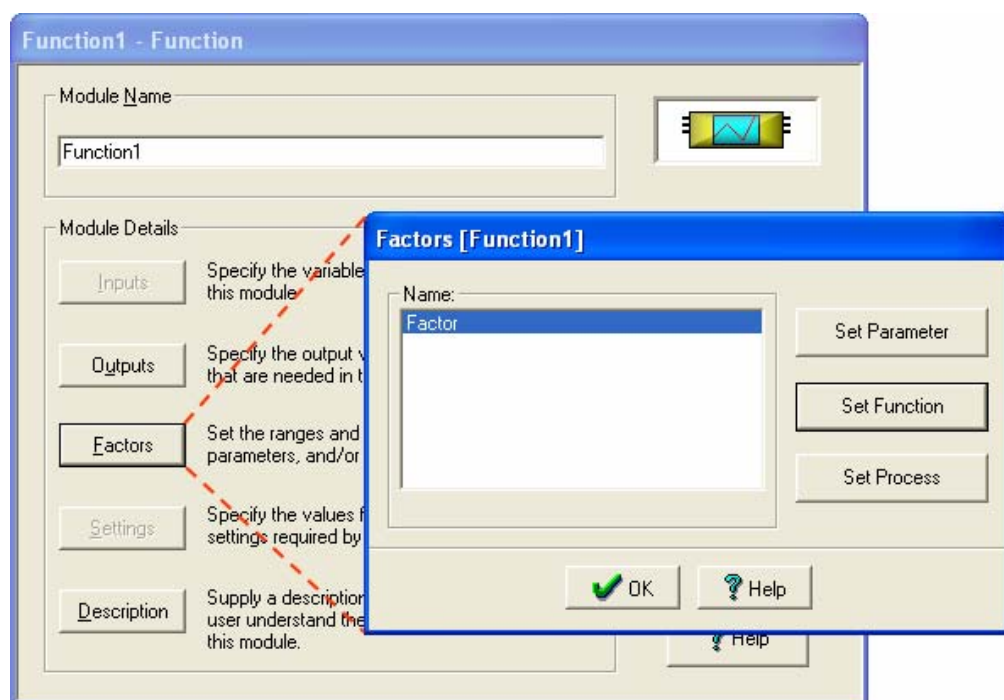 Function1 - Function
Module Name
Function1
Module Details
Inputs
Specify the variable
this module
Outputs
Specify the output v
that are needed in t
Factors
Set the ranges and
parameters, and/or
Settings
Specify the values f
settings required by
Description
Supply a description
user understand the
this module.
Help
Factors [Function1]
Name:
Factor
Set Parameter
Set Function
Set Process
OK
Help